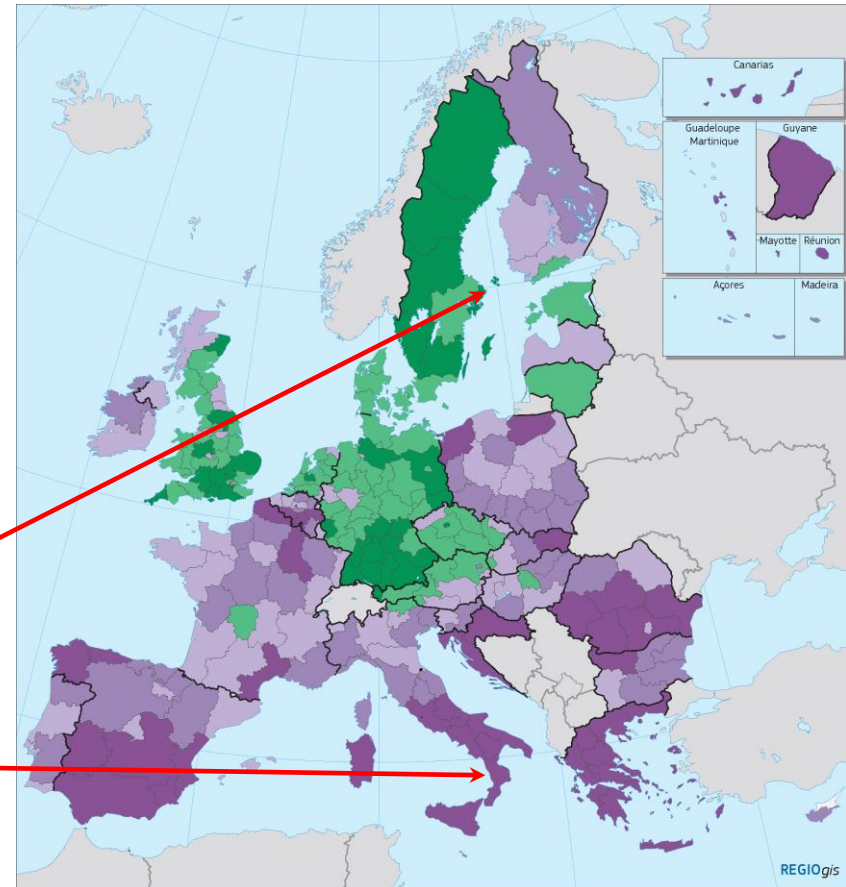 Canarias
Guadeloupe
Martinique
Guyane
Mayotte
Réunion
Açores
Madeira
REGIOgis